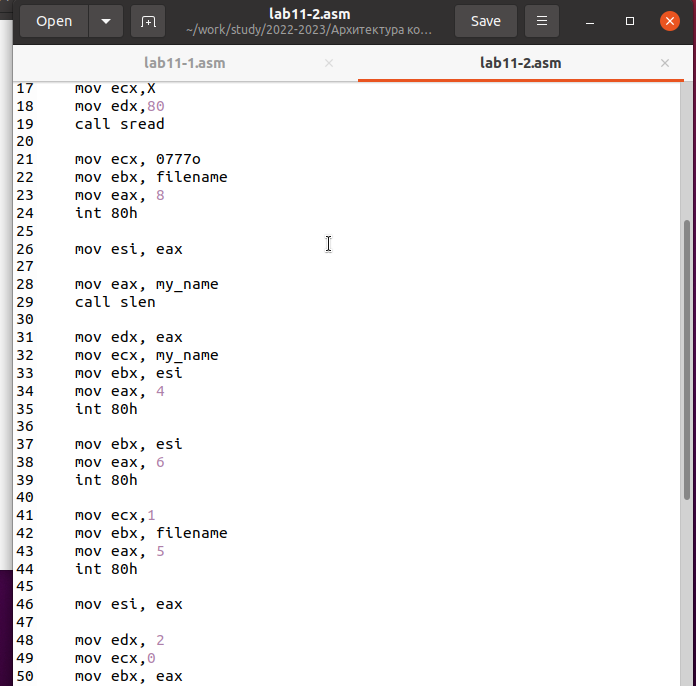 Open
lab11-2.asm
~/work/study/2022-2023/Архитектура ко…
Save
lab11-1.asm
lab11-2.asm
17 mov ecx,X
18 mov edx,80
19 call sread
20
21 mov ecx, 0777o
22 mov ebx, filename
23 mov eax, 8
24 int 80h
25
26 mov esi, eax
27
28 mov eax, my_name
29 call slen
30
31 mov edx, eax
32 mov ecx, my_name
33 mov ebx, esi
34 mov eax, 4
35 int 80h
36
37 mov ebx, esi
38 mov eax, 6
39 int 80h
40
41 mov ecx,1
42 mov ebx, filename
43 mov eax, 5
44 int 80h
45
46 mov esi, eax
47
48 mov edx, 2
49 mov ecx,0
50 mov ebx, eax